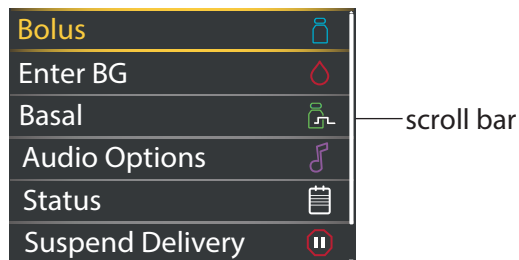 Bolus
Enter BG
Basal
scroll bar
Audio Options
Status
Suspend Delivery